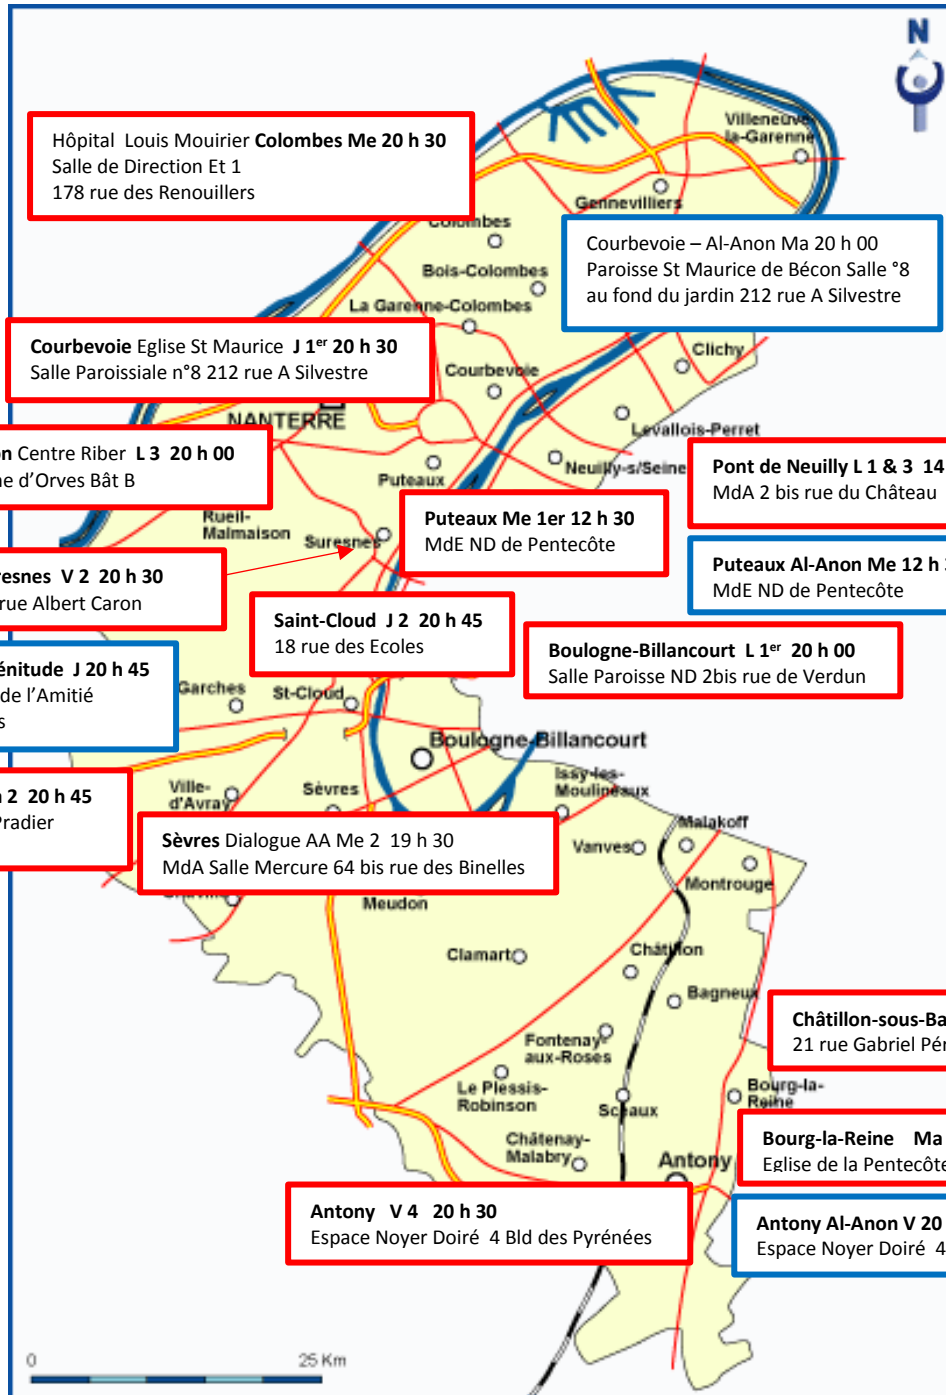 N
Villeneuve-
la-Garenne
Hôpital Louis Mouirier Colombes Me 20 h 30
Salle de Direction Et 1
178 rue des Renouillers
Gennevilliers
Colombes
Courbevoie – Al-Anon Ma 20 h 00
Paroisse St Maurice de Bécon Salle °8
au fond du jardin 212 rue A Silvestre
Bois-Colombes
La Garenne-Colombes
Courbevoie Eglise St Maurice J 1er 20 h 30
Salle Paroissiale n°8 212 rue A Silvestre
Clichy
Courbevoie
NANTERRE
Levallois-Perret
n Centre Riber L 3 20 h 00
e d’Orves Bât B
Puteaux
Neuilly-s/Seine
Pont de Neuilly L 1 & 3 14
MdA 2 bis rue du Château
Rueil-
Malmaison
Suresnes
Puteaux Me 1er 12 h 30
MdE ND de Pentecôte
resnes V 2 20 h 30
rue Albert Caron
Puteaux Al-Anon Me 12 h
MdE ND de Pentecôte
Saint-Cloud J 2 20 h 45
18 rue des Ecoles
Boulogne-Billancourt L 1er 20 h 00
Salle Paroisse ND 2bis rue de Verdun
énitude J 20 h 45
de l’Amitié
s
Garches
St-Cloud
Boulogne-Billancourt
2 20 h 45
Pradier
Ville-
d'Avray
Sèvres
Issy-les-
Moulineaux
Sèvres Dialogue AA Me 2 19 h 30
MdA Salle Mercure 64 bis rue des Binelles
Vanves
Malakoff
Montrouge
Chaville
Meudon
Clamart
Châtillon
Bagneux
Châtillon-sous-Ba
21 rue Gabriel Pér
Fontenay-
aux-Roses
Le Plessis-
Robinson
Sceaux
Bourg-la-
Reine
Châtenay-
Malabry
Antony
Bourg-la-Reine Ma
Eglise de la Pentecôte
Antony V 4 20 h 30
Espace Noyer Doiré 4 Bld des Pyrénées
Antony Al-Anon V 20
Espace Noyer Doiré 4
0 25 Km